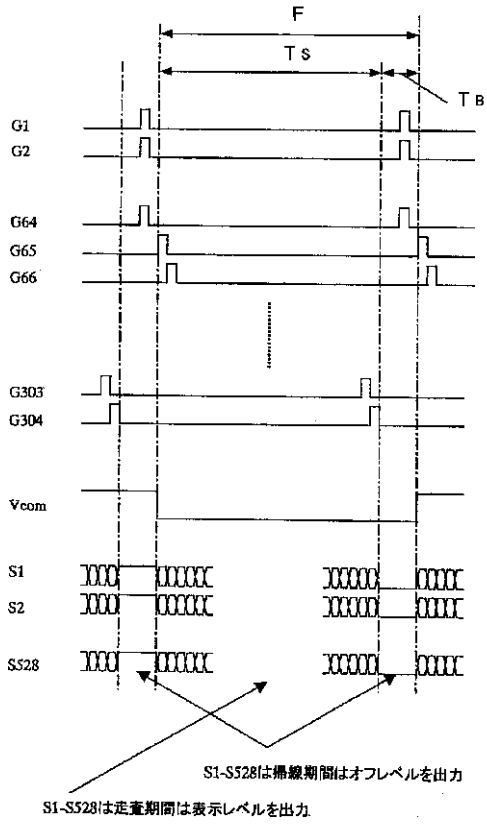 F
TS
TB
G1
G2
G64
G65
G66
G303
G304
Vcom
S1
S2
S528
S1-S528は帰線期間はオフレベルを出力
S1-S528は走査期間は表示レベルを出力